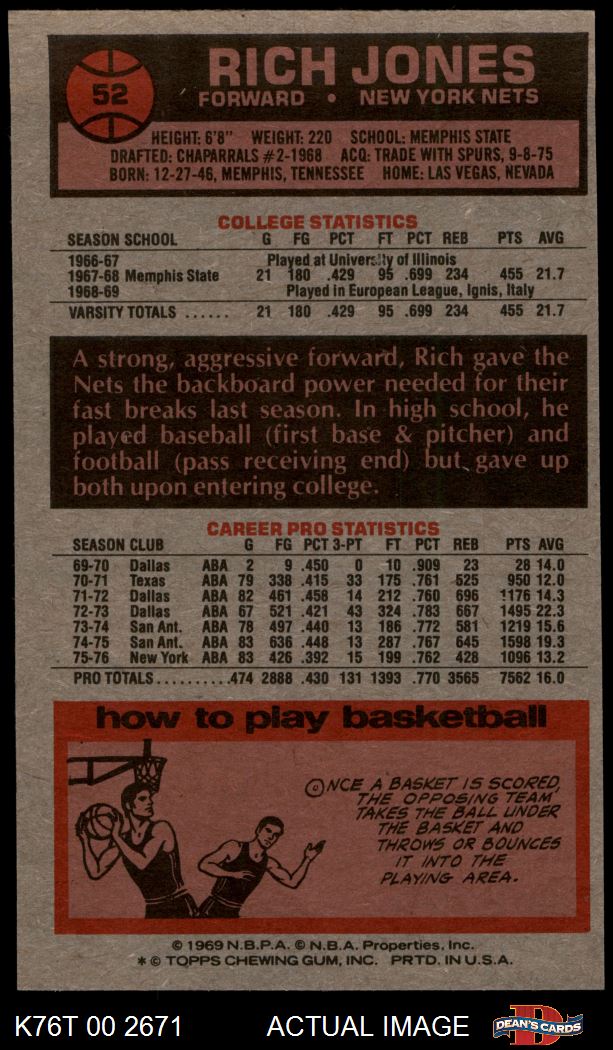 52
RICH JONES
FORWARD • NEW YORK NETS
HEIGHT: 6'8" WEIGHT: 220 SCHOOL: MEMPHIS STATE
DRAFTED: CHAPARRALS #2-1968 ACQ: TRADE WITH SPURS, 9-8-75
BORN: 12-27-46, MEMPHIS, TENNESSEE HOME: LAS VEGAS, NEVADA
COLLEGE STATISTICS
SEASON SCHOOL G FG PCT FT PCT REB PTS AVG
1966-67 Played at University of Illinois
1967-68 Memphis State 21 180 .429 95 .699 234 455 21.7
1968-69 Played in European League, Ignis, Italy
VARSITY TOTALS ...... 21 180 .429 95 .699 234 455 21.7
A strong, aggressive forward, Rich gave the
Nets the backboard power needed for their
fast breaks last season. In high school, he
played baseball (first base & pitcher) and
football (pass receiving end) but gave up
both upon entering college.
CAREER PRO STATISTICS
SEASON CLUB G FG PCT 3-PT FT PCT REB PTS AVG
69-70 Dallas ABA 2 9 .450 0 10 .909 23 28 14.0
70-71 Texas ABA 79 338 .415 33 175 .761 525 950 12.0
71-72 Dallas ABA 82 461 .458 14 212 .760 696 1176 14.3
72-73 Dallas ABA 67 521 .421 43 324 .783 667 1495 22.3
73-74 San Ant. ABA 78 497 .440 13 186 .772 581 1219 15.6
74-75 San Ant. ABA 83 636 .448 13 287 .767 645 1598 19.3
75-76 New York ABA 83 426 .392 15 199 .762 428 1096 13.2
PRO TOTALS..........474 2888 .430 131 1393 .770 3565 7562 16.0
how to play basketball
ONCE A BASKET IS SCORED,
THE OPPOSING TEAM
TAKES THE BALL UNDER
THE BASKET AND
THROWS OR BOUNCES
IT INTO THE
PLAYING AREA.
© 1969 N.B.P.A. © N.B.A. Properties, Inc.
* © TOPPS CHEWING GUM, INC. PRTD. IN U.S.A.
K76T 00 2671 ACTUAL IMAGE D DEAN'S CARDS